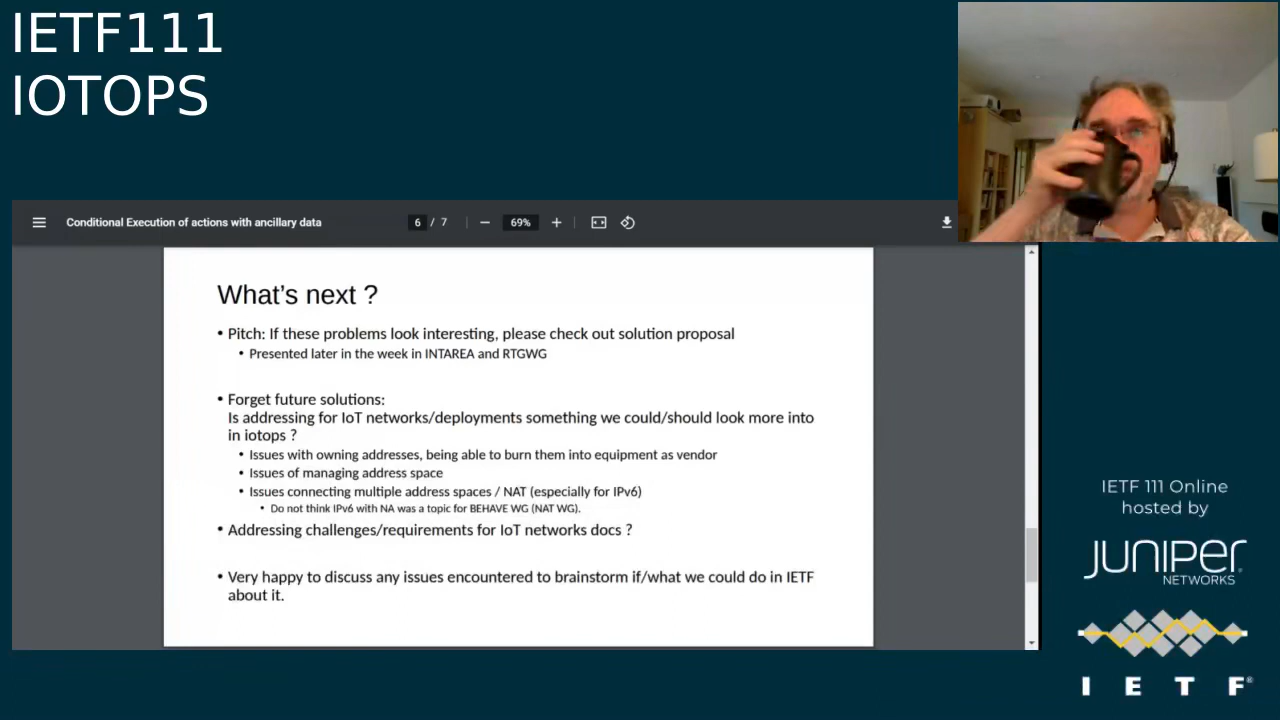 IETF111
IOTOPS
Conditional Execution of actions with ancillary data
6 / 7
69%
What's next ?
• Pitch: If these problems look interesting, please check out solution proposal
• Presented later in the week in INTAREA and RTGWG
• Forget future solutions:
Is addressing for IoT networks/deployments something we could/should look more into
in iotops ?
• Issues with owning addresses, being able to burn them into equipment as vendor
• Issues of managing address space
• Issues connecting multiple address spaces / NAT (especially for IPv6)
• Do not think IPv6 with NA was a topic for BEHAVE WG (NAT WG).
• Addressing challenges/requirements for IoT networks docs ?
• Very happy to discuss any issues encountered to brainstorm if/what we could do in IETF
about it.
IETF 111 Online
hosted by
JUNIPER
NETWORKS
I E T F®